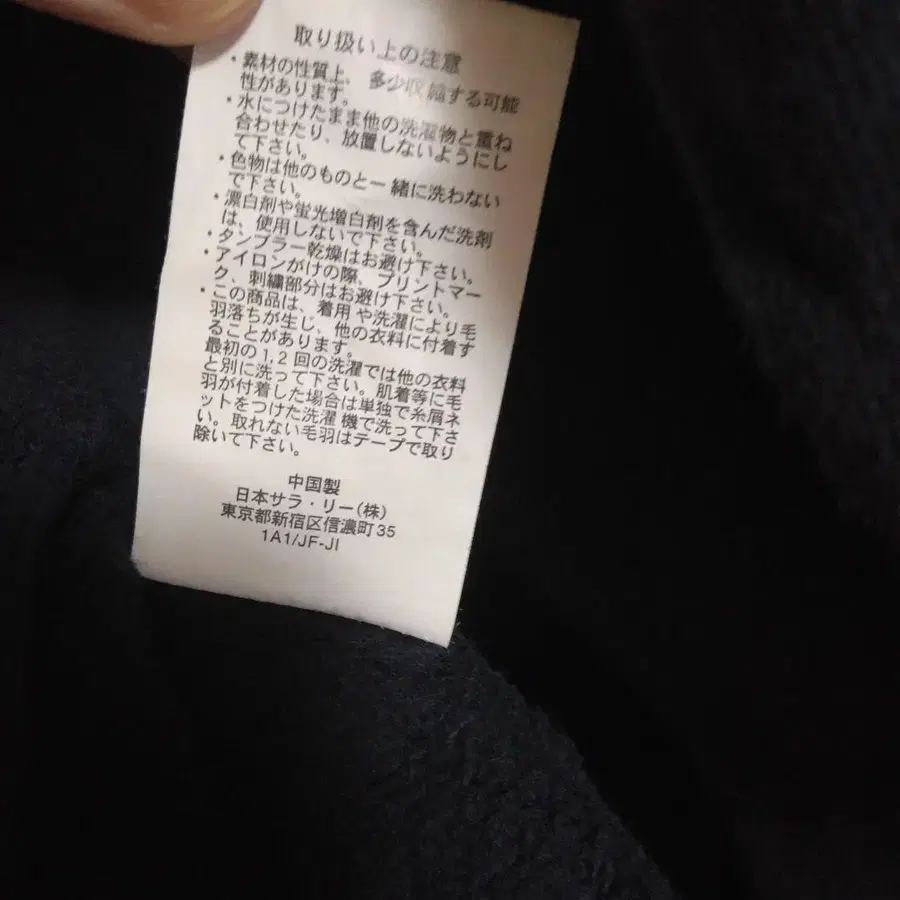 取り扱い上の注意
・素材の性質上、多少収縮する可能
性があります。
・水につけたまま他の洗濯物と重ね
合わせたり、放置しないようにし
て下さい。
・色物は他のものと一緒に洗わない
で下さい。
・漂白剤や蛍光増白剤を含んだ洗剤
は、使用しないで下さい。
・タンブラー乾燥はお避け下さい。
・アイロンがけの際、プリントマー
ク、刺繍部分はお避け下さい。
・この商品は、着用や洗濯により毛
羽落ちが生じ、他の衣料に付着す
ることがあります。
最初の1,2回の洗濯では他の衣料
と別に洗って下さい。肌着等に毛
羽が付着した場合は単独で糸屑ネ
ットをつけた洗濯機で洗って下さ
い。取れない毛羽はテープで取り
除いて下さい。
中国製
日本サラ・リー(株)
東京都新宿区信濃町35
1A1/JF-JI